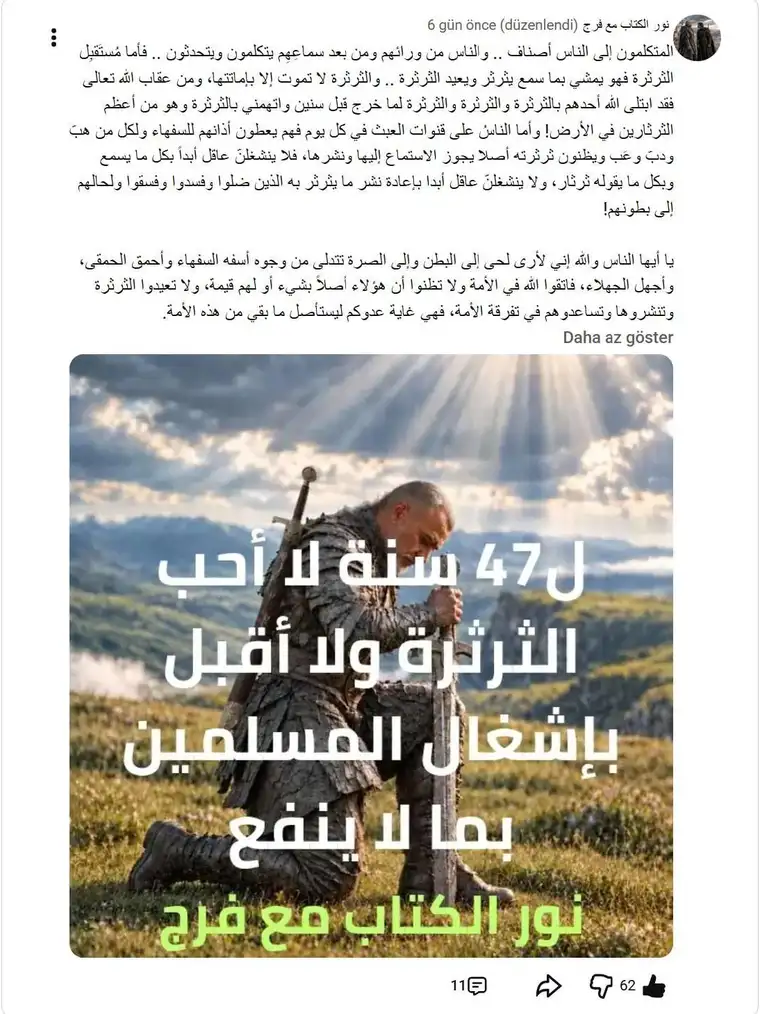 نور الكتاب مع فرج 6 gün önce (düzenlendi)
المتكلمون إلى الناس أصناف .. والناس من ورائهم ومن بعد سماعِهِم يتكلمون ويتحدثون .. فأما مُستَقبِل
الثرثرة فهو يمشي بما سمع يثرثر ويعيد الثرثرة .. والثرثرة لا تموت إلا بإماتتها، ومن عقاب الله تعالى
فقد ابتلى الله أحدهم بالثرثرة والثرثرة والثرثرة لما خرج قبل سنين واتهمني بالثرثرة وهو من أعظم
الثرثارين في الأرض! وأما الناسُ على قنوات العبث في كل يوم فهم يعطون أذانهم للسفهاء ولكل من هبّ
ودبّ وعَب ويظنون ثرثرته أصلا يجوز الاستماع إليها ونشرها، فلا ينشغلنّ عاقل أبداً بكل ما يسمع
وبكل ما يقوله ثرثار، ولا ينشغلنّ عاقل أبدا بإعادة نشر ما يثرثر به الذين ضلوا وفسدوا وفسقوا ولحالهم
إلى بطونهم!
يا أيها الناس والله إني لأرى لحى إلى البطن وإلى الصرة تتدلى من وجوه أسفه السفهاء وأحمق الحمقى،
وأجهل الجهلاء، فاتقوا الله في الأمة ولا تظنوا أن هؤلاء أصلاً بشيء أو لهم قيمة، ولا تعيدوا الثرثرة
وتنشروها وتساعدوهم في تفرقة الأمة، فهي غاية عدوكم ليستأصل ما بقي من هذه الأمة.
Daha az göster
ل47 سنة لا أحب
الثرثرة ولا أقبل
بإشغال المسلمين
بما لا ينفع
نور الكتاب مع فرج
62 11